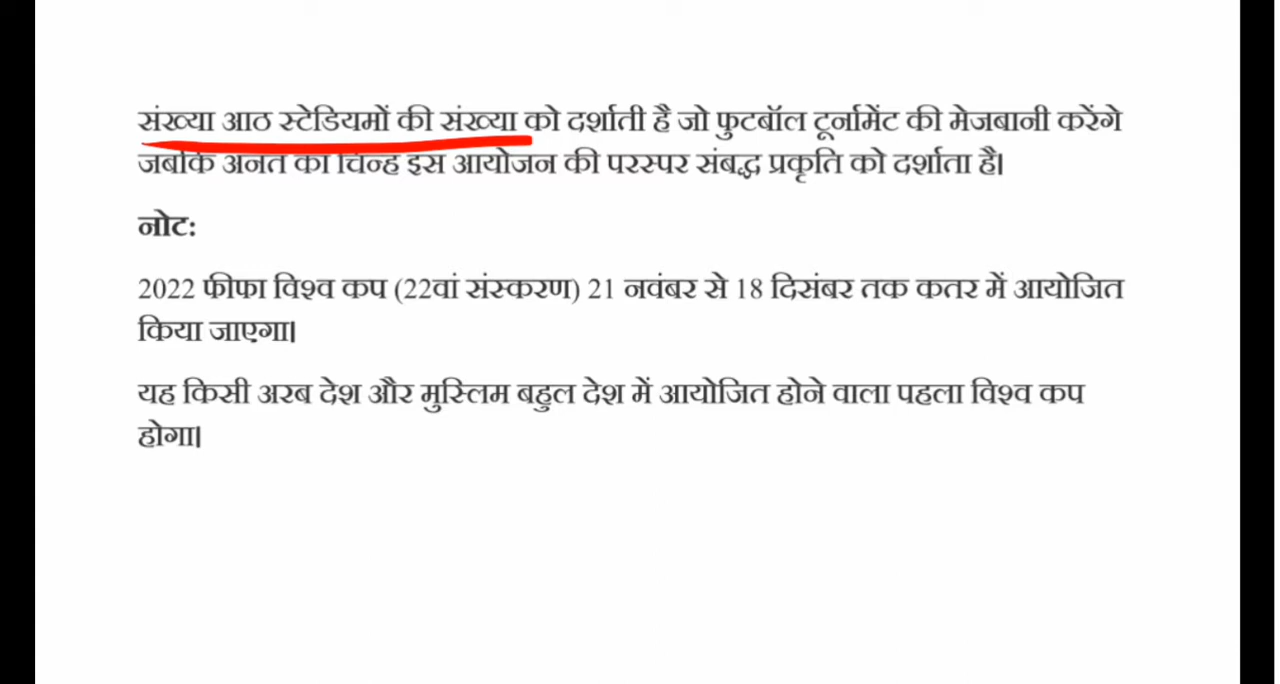 संख्या आठ स्टेडियमों की संख्या को दर्शाती है जो फुटबॉल टूर्नामेंट की मेजबानी करेंगे
जबकि अनंत का चिन्ह इस आयोजन की परस्पर संबद्ध प्रकृति को दर्शाता है।
नोट:
2022 फीफा विश्व कप (22वां संस्करण) 21 नवंबर से 18 दिसंबर तक कतर में आयोजित
किया जाएगा।
यह किसी अरब देश और मुस्लिम बहुल देश में आयोजित होने वाला पहला विश्व कप
होगा।